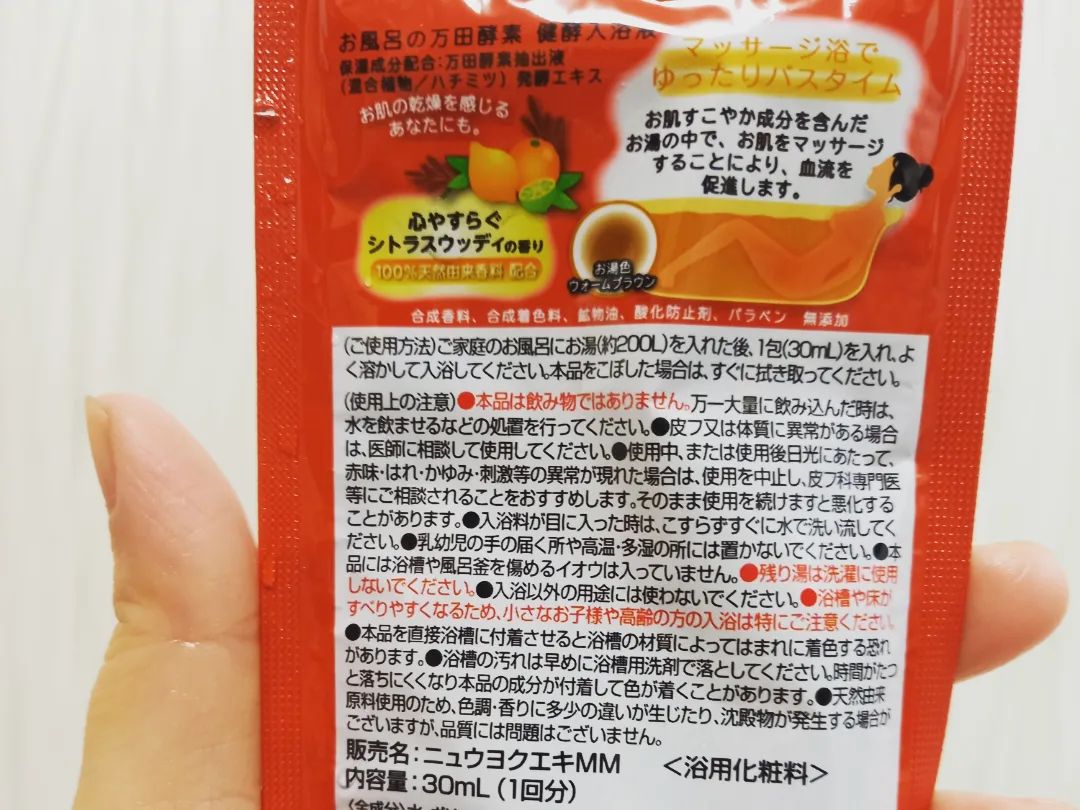 お風呂の万田酵素 健酵入浴液
保湿成分配合：万田酵素抽出液
（混合植物／ハチミツ）発酵エキス
お肌の乾燥を感じる
あなたにも。
心やすらぐ
シトラスウッディの香り
100%天然由来香料 配合
マッサージ浴で
ゆったりバスタイム
お肌すこやか成分を含んだ
お湯の中で、お肌をマッサージ
することにより、血流を
促進します。
お湯色
ウォームブラウン
合成香料、合成着色料、鉱物油、酸化防止剤、パラベン 無添加
(ご使用方法)ご家庭のお風呂にお湯(約200L)を入れた後、1包(30mL)を入れ、よ
く溶かして入浴してください。本品をこぼした場合は、すぐに拭き取ってください。
(使用上の注意)●本品は飲み物ではありません。万一大量に飲み込んだ時は、
水を飲ませるなどの処置を行ってください。●皮フ又は体質に異常がある場合
は、医師に相談して使用してください。●使用中、または使用後日光にあたって、
赤味・はれ・かゆみ・刺激等の異常が現れた場合は、使用を中止し、皮フ科専門医
等にご相談されることをおすすめします。そのまま使用を続けますと悪化する
ことがあります。●入浴料が目に入った時は、こすらずすぐに水で洗い流してく
ださい。●乳幼児の手の届く所や高温・多湿の所には置かないでください。●本
品には浴槽や風呂釜を傷めるイオウは入っていません。●残り湯は洗濯に使用
しないでください。●入浴以外の用途には使わないでください。●浴槽や床が
すべりやすくなるため、小さなお子様や高齢の方の入浴は特にご注意ください。
●本品を直接浴槽に付着させると浴槽の材質によってはまれに着色する恐れ
があります。●浴槽の汚れは早めに浴槽用洗剤で落としてください。時間がたつ
と落ちにくくなり本品の成分が付着して色が着くことがあります。●天然由来
原料使用のため、色調・香りに多少の違いが生じたり、沈殿物が発生する場合が
ございますが、品質には問題はございません。
販売名：ニュウヨクエキMM ＜浴用化粧料＞
内容量：30mL（1回分）